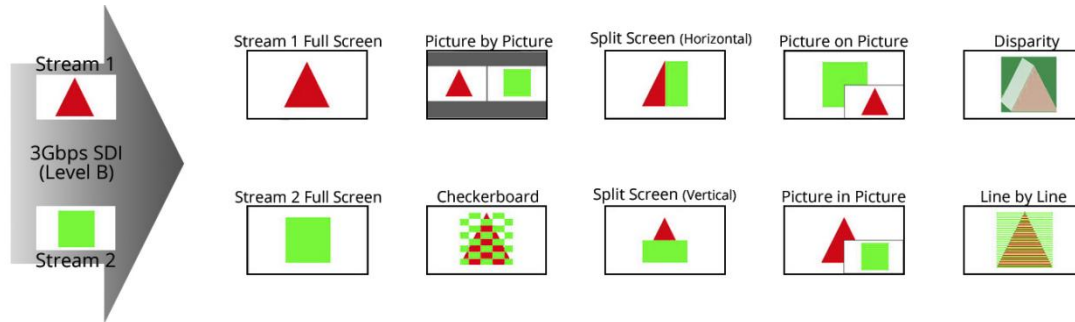 Stream 1
3Gbps SDI
(Level B)
Stream 2
Stream 1 Full Screen
Picture by Picture
Split Screen (Horizontal)
Picture on Picture
Disparity
Stream 2 Full Screen
Checkerboard
Split Screen (Vertical)
Picture in Picture
Line by Line